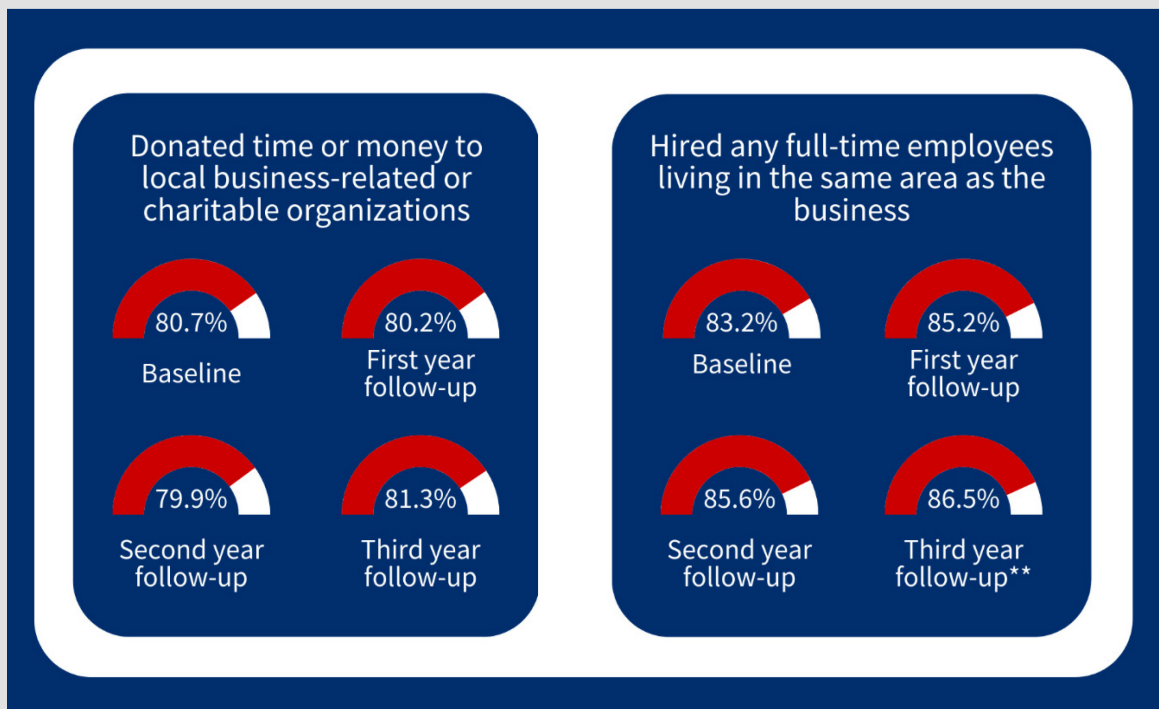 Donated time or money to
local business-related or
charitable organizations
80.7%
Baseline
80.2%
First year
follow-up
79.9%
Second year
follow-up
81.3%
Third year
follow-up
Hired any full-time employees
living in the same area as the
business
83.2%
Baseline
85.2%
First year
follow-up
85.6%
Second year
follow-up
86.5%
Third year
follow-up**